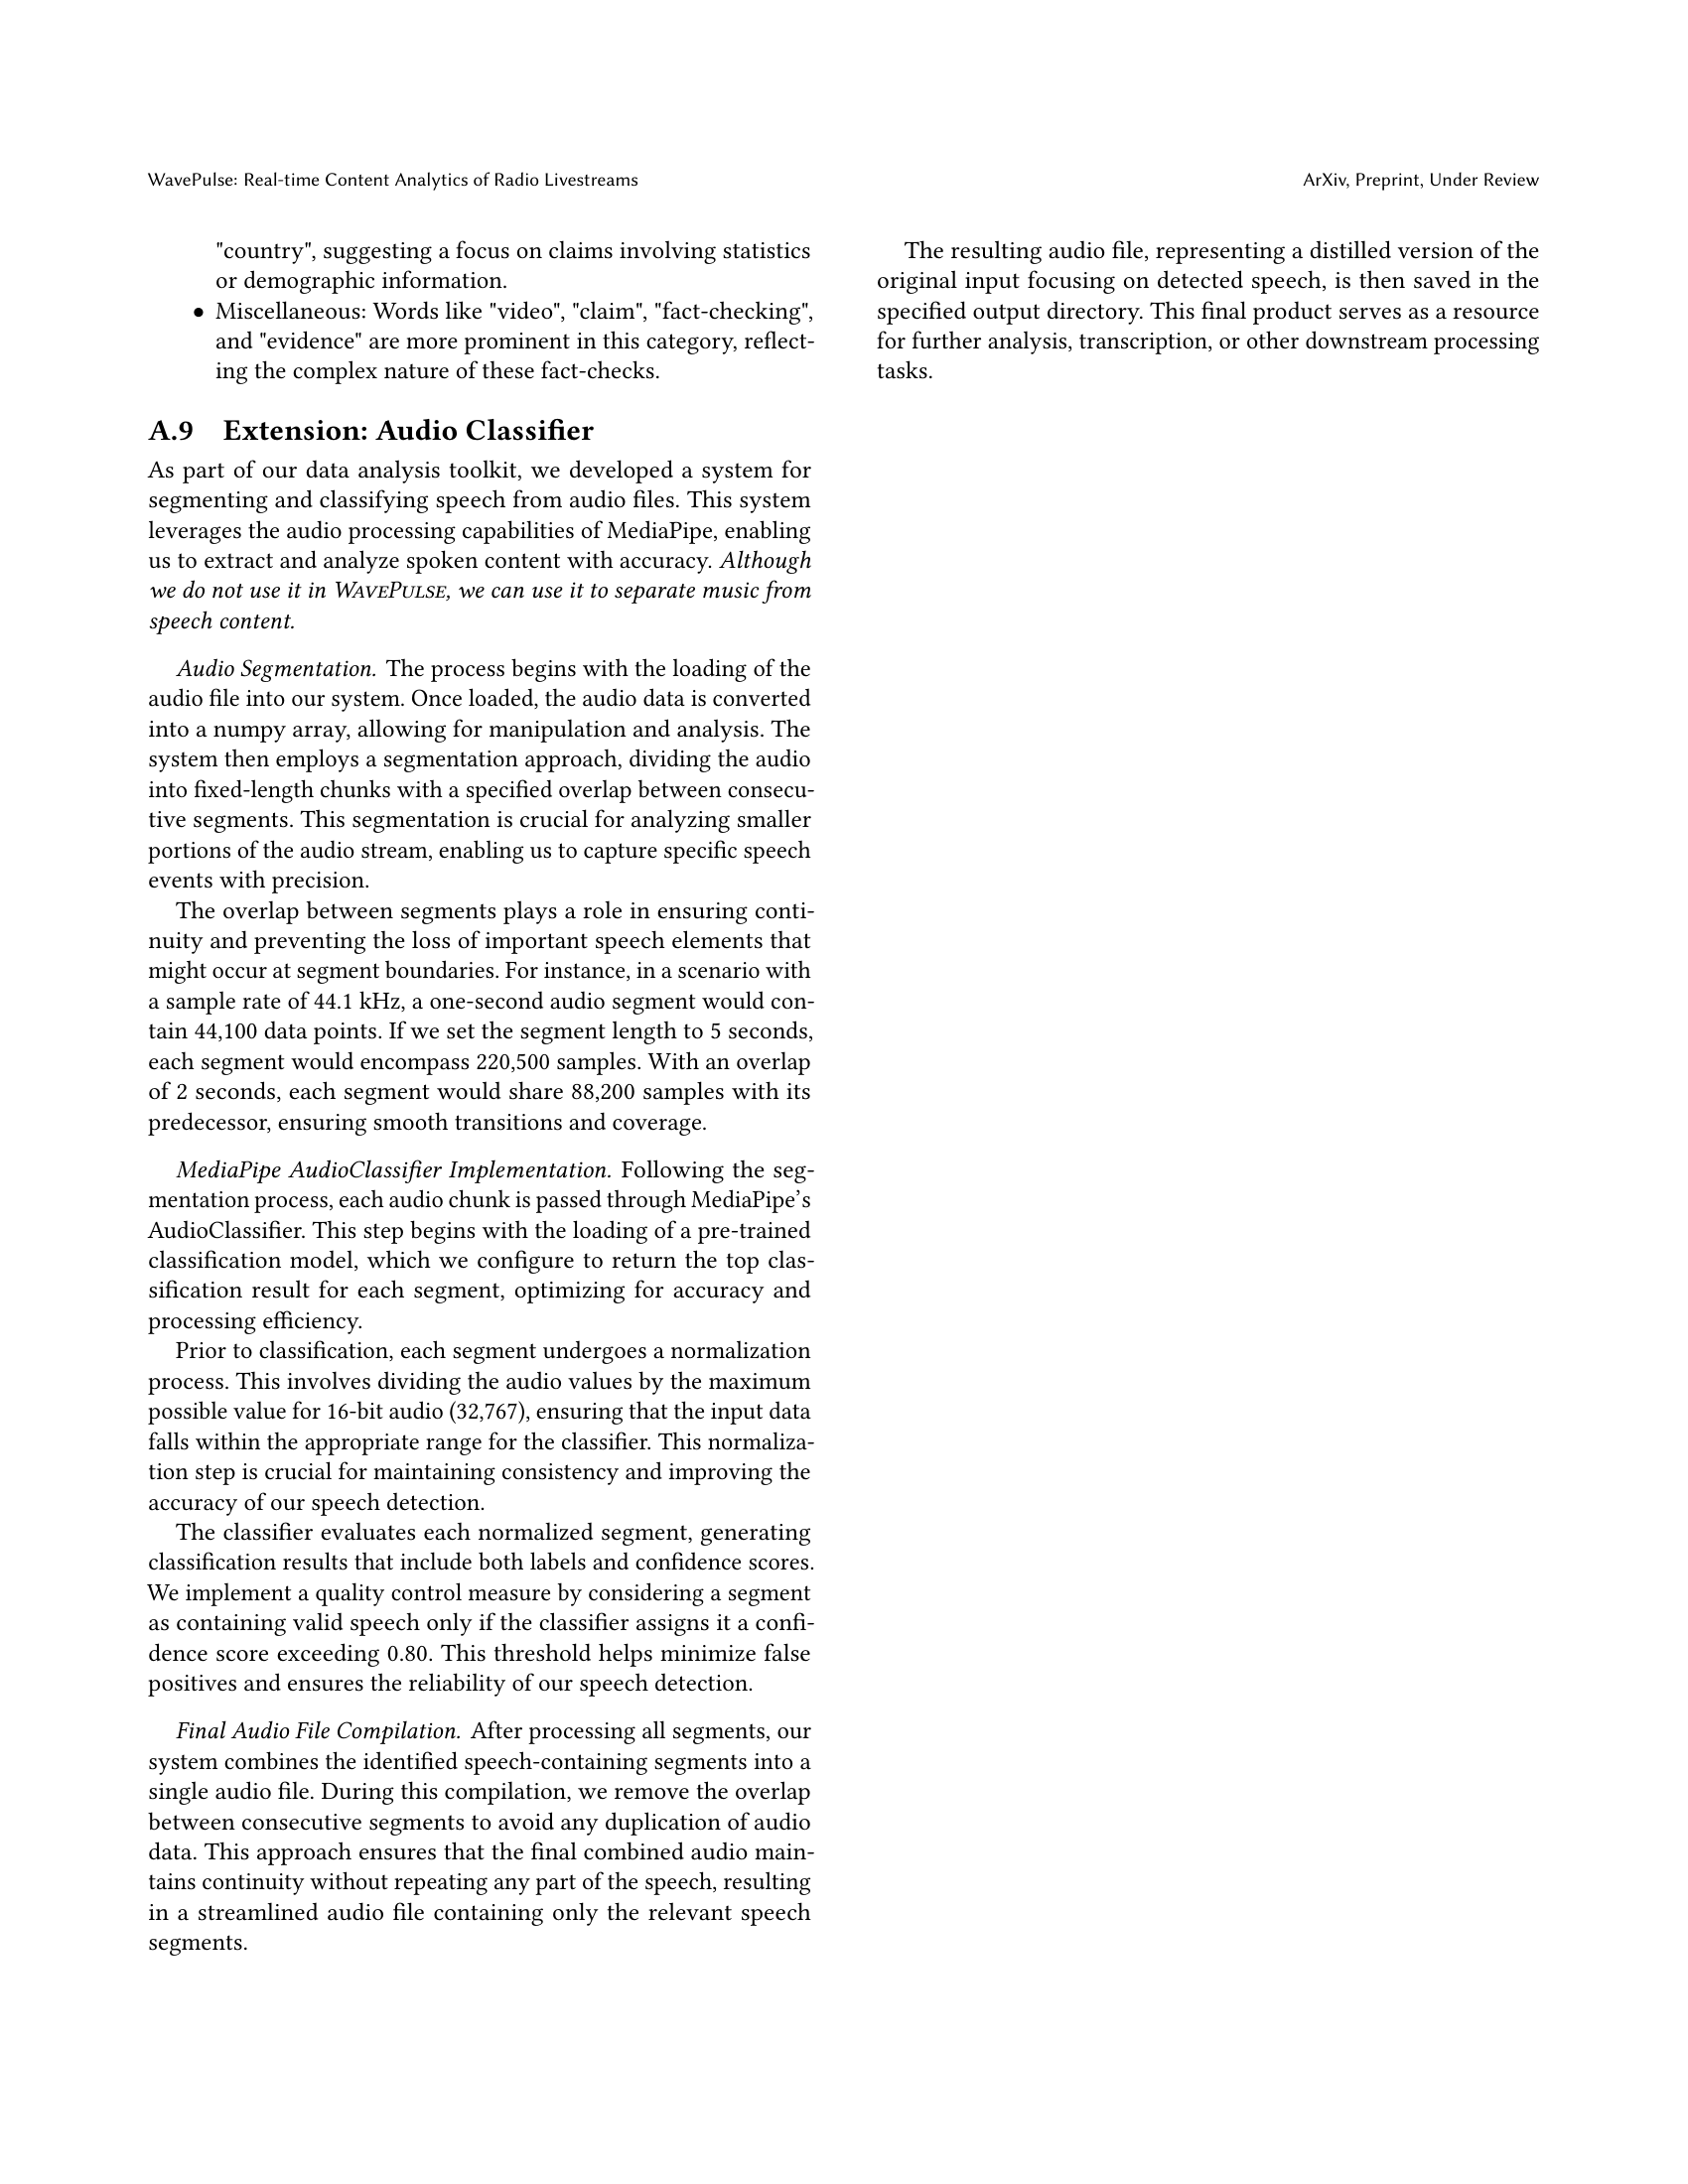 WavePulse: Real-time Content Analytics of Radio Livestreams
ArXiv, Preprint, Under Review
"country", suggesting a focus on claims involving statistics
or demographic information.
• Miscellaneous: Words like "video", "claim", "fact-checking",
and "evidence" are more prominent in this category, reflect-
ing the complex nature of these fact-checks.
A.9 Extension: Audio Classifier
As part of our data analysis toolkit, we developed a system for
segmenting and classifying speech from audio files. This system
leverages the audio processing capabilities of MediaPipe, enabling
us to extract and analyze spoken content with accuracy. Although
we do not use it in WavePulse, we can use it to separate music from
speech content.
Audio Segmentation. The process begins with the loading of the
audio file into our system. Once loaded, the audio data is converted
into a numpy array, allowing for manipulation and analysis. The
system then employs a segmentation approach, dividing the audio
into fixed-length chunks with a specified overlap between consecu-
tive segments. This segmentation is crucial for analyzing smaller
portions of the audio stream, enabling us to capture specific speech
events with precision.
The overlap between segments plays a role in ensuring conti-
nuity and preventing the loss of important speech elements that
might occur at segment boundaries. For instance, in a scenario with
a sample rate of 44.1 kHz, a one-second audio segment would con-
tain 44,100 data points. If we set the segment length to 5 seconds,
each segment would encompass 220,500 samples. With an overlap
of 2 seconds, each segment would share 88,200 samples with its
predecessor, ensuring smooth transitions and coverage.
MediaPipe AudioClassifier Implementation. Following the seg-
mentation process, each audio chunk is passed through MediaPipe's
AudioClassifier. This step begins with the loading of a pre-trained
classification model, which we configure to return the top clas-
sification result for each segment, optimizing for accuracy and
processing efficiency.
Prior to classification, each segment undergoes a normalization
process. This involves dividing the audio values by the maximum
possible value for 16-bit audio (32,767), ensuring that the input data
falls within the appropriate range for the classifier. This normaliza-
tion step is crucial for maintaining consistency and improving the
accuracy of our speech detection.
The classifier evaluates each normalized segment, generating
classification results that include both labels and confidence scores.
We implement a quality control measure by considering a segment
as containing valid speech only if the classifier assigns it a confi-
dence score exceeding 0.80. This threshold helps minimize false
positives and ensures the reliability of our speech detection.
Final Audio File Compilation. After processing all segments, our
system combines the identified speech-containing segments into a
single audio file. During this compilation, we remove the overlap
between consecutive segments to avoid any duplication of audio
data. This approach ensures that the final combined audio main-
tains continuity without repeating any part of the speech, resulting
in a streamlined audio file containing only the relevant speech
segments.
The resulting audio file, representing a distilled version of the
original input focusing on detected speech, is then saved in the
specified output directory. This final product serves as a resource
for further analysis, transcription, or other downstream processing
tasks.